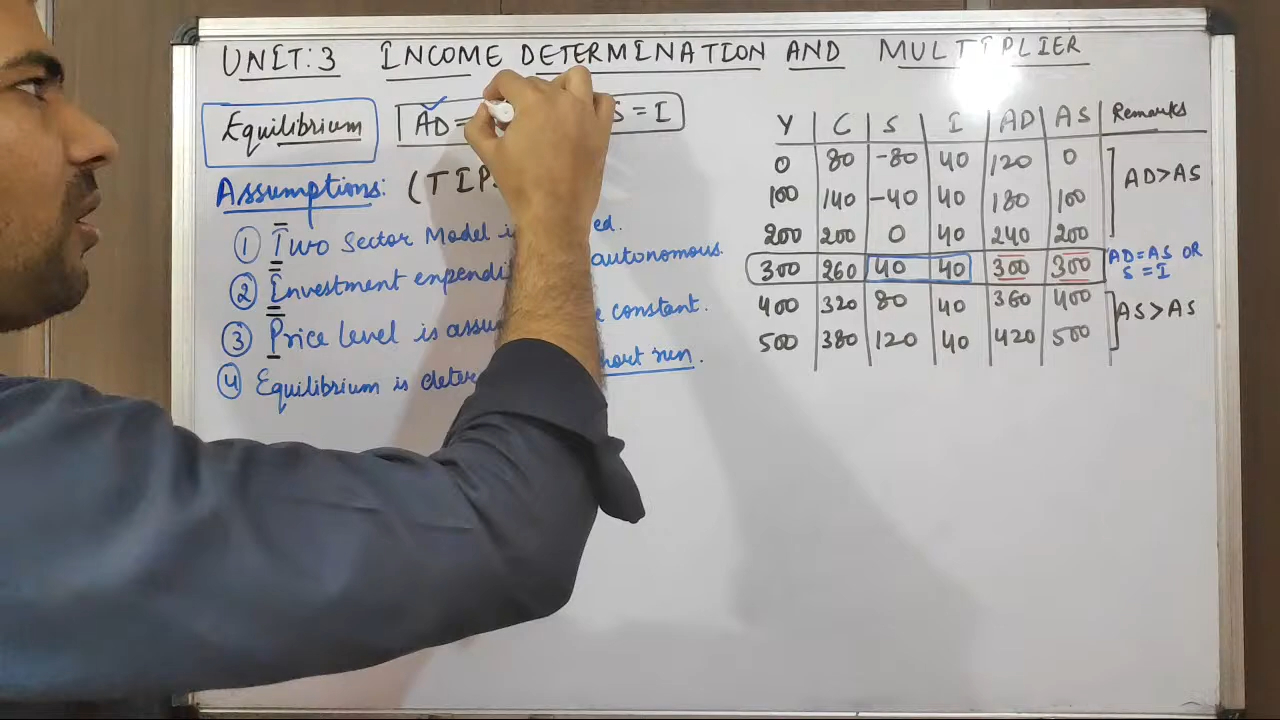 UNIT: 3 INCOME DETERMINATION AND MULTIPLIER
Equilibrium AD = S = I
Assumptions: (TIP
① Two Sector Model is ed.
② Investment enpendi autonomous.
③ Price level is assu e constant.
④ Equilibrium is deter hort run.
Y C S I AD AS Remarks
0 80 -80 40 120 0
100 140 -40 40 180 100 AD>AS
200 200 0 40 240 200
300 260 40 40 300 300 AD=AS OR
S = I
400 320 80 40 360 400 AS>AS
500 380 120 40 420 500